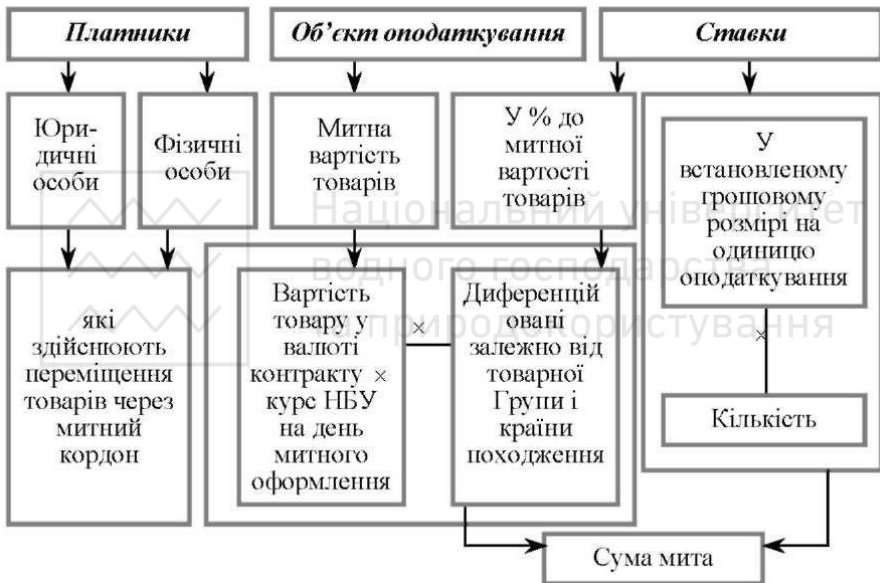 Платники
Об’єкт оподаткування
Ставки
Юри-
дичні
особи
Фізичні
особи
Митна
вартість
товарів
У % до
митної
вартості
товарів
У
встановленому
грошовому
розмірі на
одиницю
оподаткування
які
здійснюють
переміщення
товарів через
митний
кордон
Вартість
товару у
валюті
контракту ×
курс НБУ
на день
митного
оформлення
×
Диференцій
овані
залежно від
товарної
Групи і
країни
походження
×
Кількість
Сума мита
Національний університет
водного господарства
та природокористування